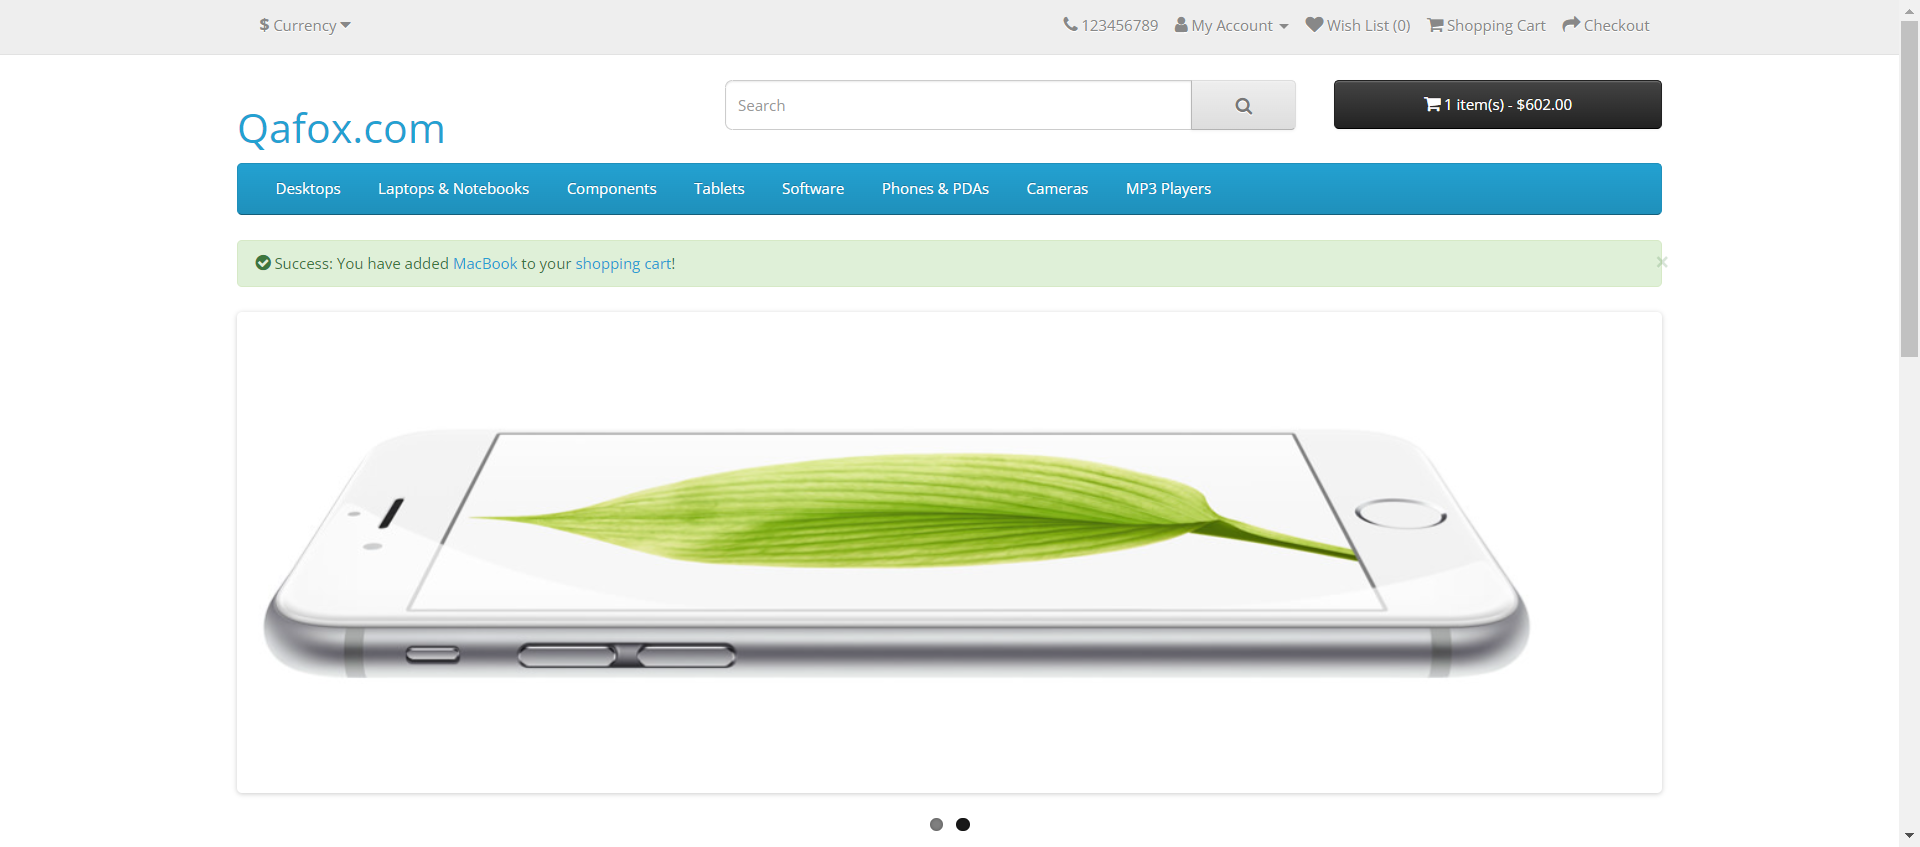 $ Currency
123456789 My Account Wish List (0) Shopping Cart Checkout
Qafox.com
Search
1 item(s) - $602.00
Desktops Laptops & Notebooks Components Tablets Software Phones & PDAs Cameras MP3 Players
Success: You have added MacBook to your shopping cart!
×